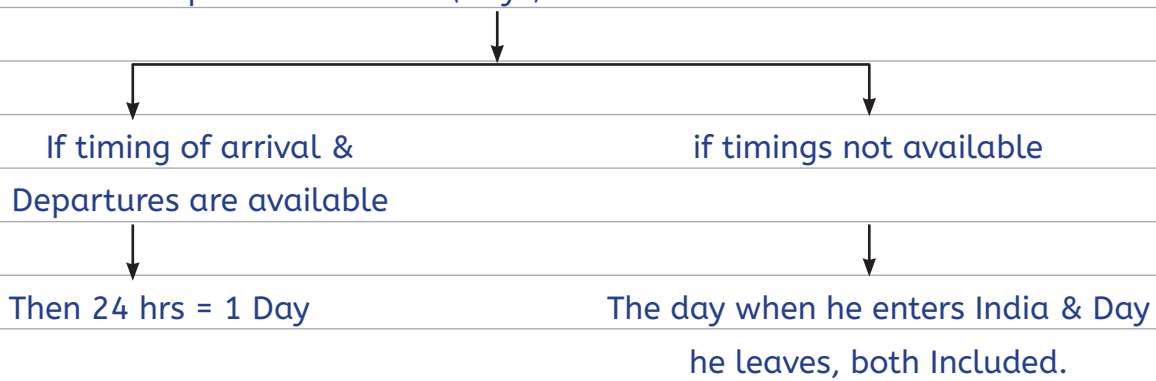 If timing of arrival &
Departures are available
Then 24 hrs = 1 Day
if timings not available
The day when he enters India & Day
he leaves, both Included.